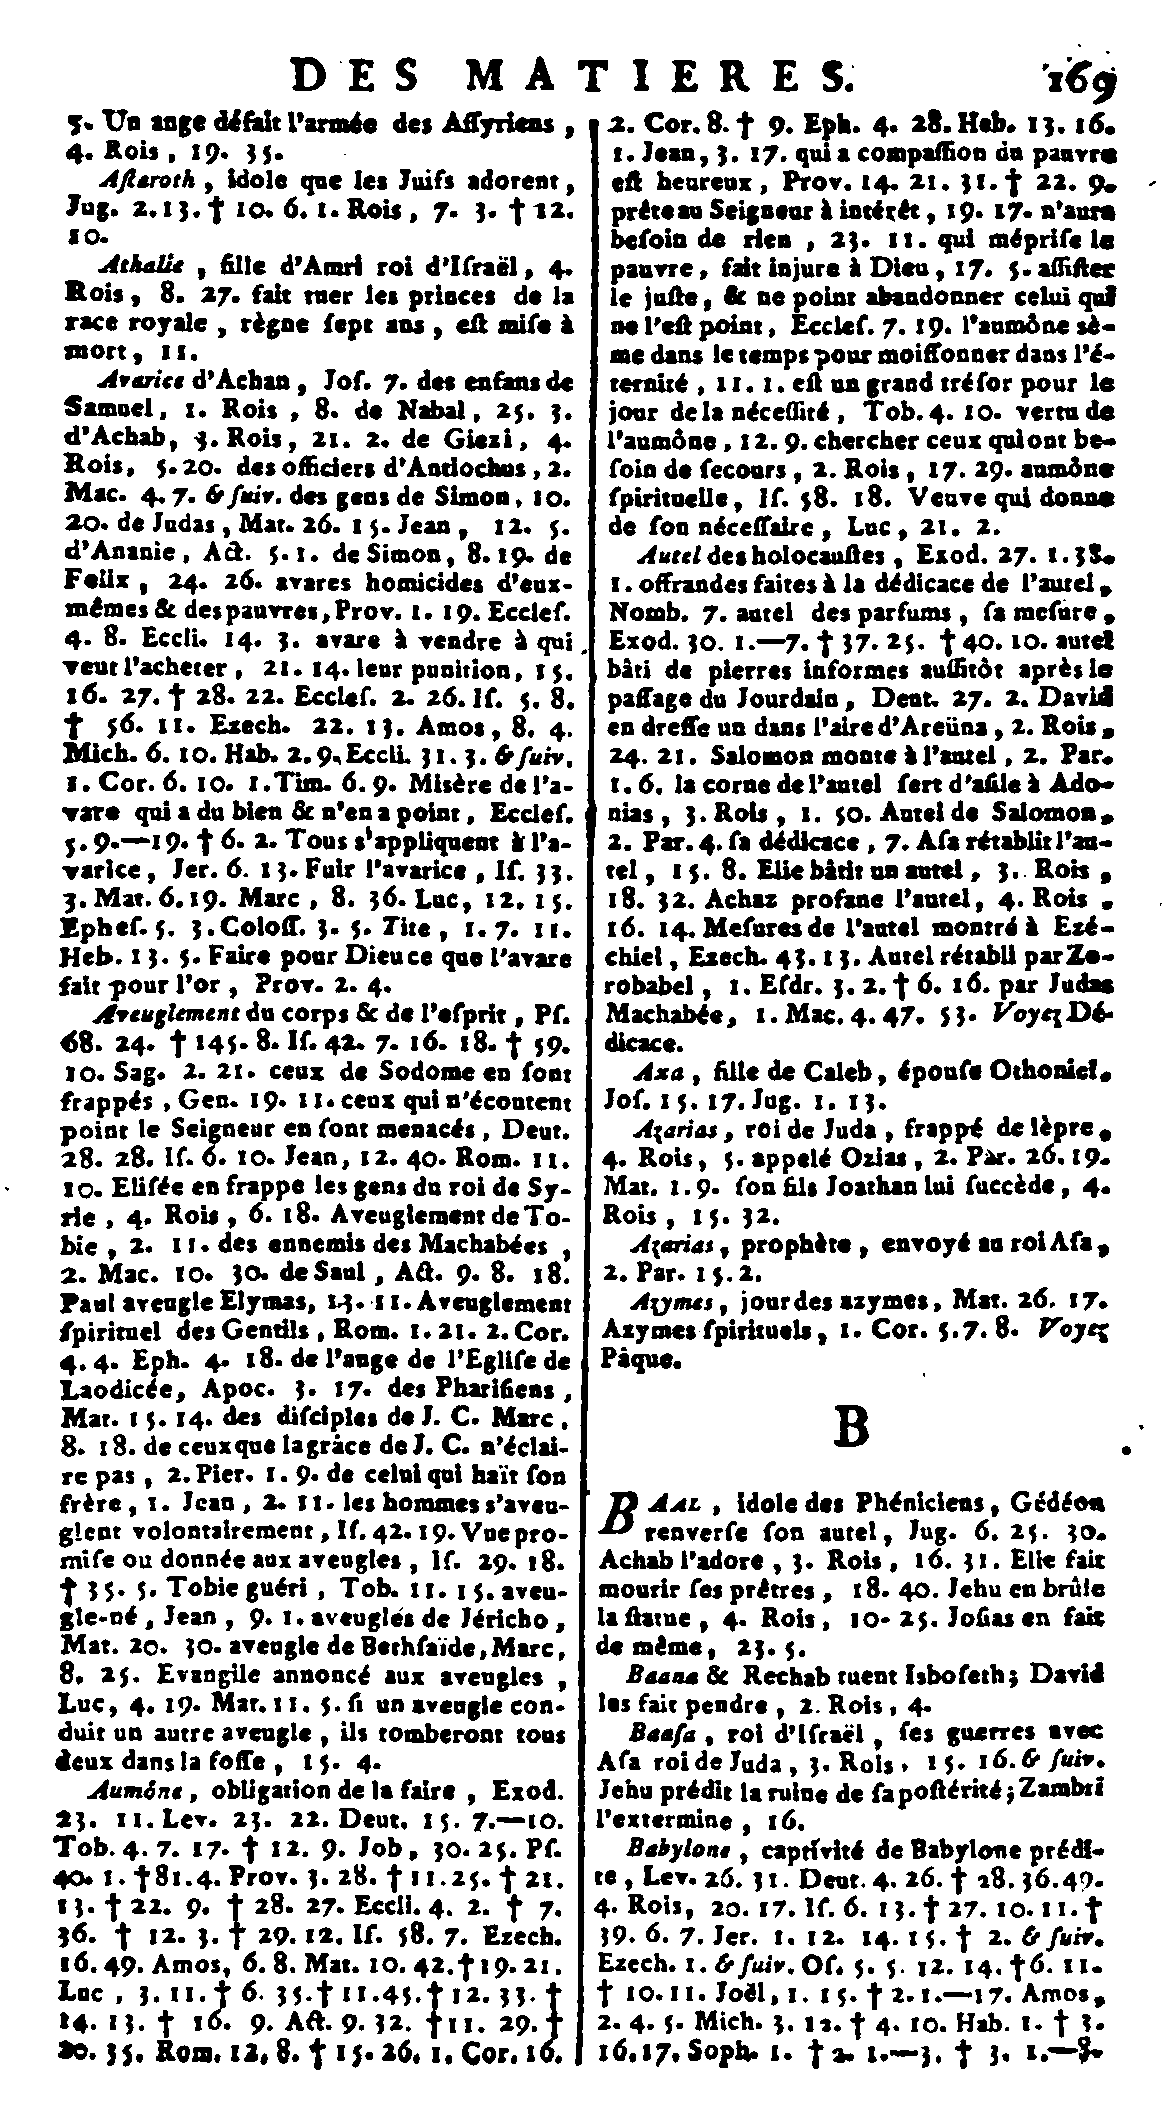 DES MATIERES. 169
5. Un ange défait l'armée des Aſſyriens,
4. Rois, 19. 35.
Aſtaroth, idole que les Juifs adorent,
Jug. 2. 13. † 10. 6. 1. Rois, 7. 3. † 12.
10.
Athalie, fille d'Amri roi d'Iſraël, 4.
Rois, 8. 27. fait tuer les princes de la
race royale, règne ſept ans, eſt miſe à
mort, 11.
Avarice d'Achan, Joſ. 7. des enfans de
Samuel, 1. Rois, 8. de Nabal, 25. 3.
d'Achab, 3. Rois, 21. 2. de Giezi, 4.
Rois, 5. 20. des officiers d'Antiochus, 2.
Mac. 4. 7. & ſuiv. des gens de Simon, 10.
20. de Judas, Mat. 26. 15. Jean, 12. 5.
d'Ananie, Act. 5. 1. de Simon, 8. 19. de
Felix, 24. 26. avares homicides d'eux-
mêmes & des pauvres, Prov. 1. 19. Eccleſ.
4. 8. Eccli. 14. 3. avare à vendre à qui
veut l'acheter, 21. 14. leur punition, 15.
16. 27. † 28. 22. Eccleſ. 2. 26. If. 5. 8.
† 56. 11. Ezech. 22. 13. Amos, 8. 4.
Mich. 6. 10. Hab. 2. 9. Eccli. 31. 3. & ſuiv.
1. Cor. 6. 10. 1. Tim. 6. 9. Misère de l'a-
vare qui a du bien & n'en a point, Eccleſ.
5. 9.—19. † 6. 2. Tous s'appliquent à l'a-
varice, Jer. 6. 13. Fuir l'avarice, If. 33.
3. Mat. 6. 19. Marc, 8. 36. Luc, 12. 15.
Epheſ. 5. 3. Coloſſ. 3. 5. Tite, 1. 7. 11.
Heb. 13. 5. Faire pour Dieu ce que l'avare
fait pour l'or, Prov. 2. 4.
Aveuglement du corps & de l'eſprit, Pſ.
68. 24. † 145. 8. If. 42. 7. 16. 18. † 59.
10. Sag. 2. 21. ceux de Sodome en ſont
frappés, Gen. 19. 11. ceux qui n'écoutent
point le Seigneur en ſont menacés, Deut.
28. 28. If. 6. 10. Jean, 12. 40. Rom. 11.
10. Eliſée en frappe les gens du roi de Sy-
rie, 4. Rois, 6. 18. Aveuglement de To-
bie, 2. 11. des ennemis des Machabées,
2. Mac. 10. 30. de Saul, Act. 9. 8. 18.
Paul aveugle Elymas, 13. 11. Aveuglement
ſpirituel des Gentils, Rom. 1. 21. 2. Cor.
4. 4. Eph. 4. 18. de l'ange de l'Egliſe de
Laodicée, Apoc. 3. 17. des Phariſiens,
Mat. 15. 14. des diſciples de J. C. Marc,
8. 18. de ceux que la grâce de J. C. n'éclai-
re pas, 2. Pier. 1. 9. de celui qui haït ſon
frère, 1. Jean, 2. 11. les hommes s'aveu-
glent volontairement, If. 42. 19. Vue pro-
miſe ou donnée aux aveugles, If. 29. 18.
† 35. 5. Tobie guéri, Tob. 11. 15. aveu-
gle-né, Jean, 9. 1. aveugles de Jéricho,
Mat. 20. 30. aveugle de Bethſaïde, Marc,
8. 25. Evangile annoncé aux aveugles,
Luc, 4. 19. Mat. 11. 5. ſi un aveugle con-
duit un autre aveugle, ils tomberont tous
deux dans la foſſe, 15. 4.
Aumône, obligation de la faire, Exod.
23. 11. Lev. 23. 22. Deut. 15. 7.—10.
Tob. 4. 7. 17. † 12. 9. Job, 30. 25. Pſ.
40. 1. † 81. 4. Prov. 3. 28. † 11. 25. † 21.
13. † 22. 9. † 28. 27. Eccli. 4. 2. † 7.
36. † 12. 3. † 29. 12. If. 58. 7. Ezech.
16. 49. Amos, 6. 8. Mat. 10. 42. † 19. 21.
Luc, 3. 11. † 6. 35. † 11. 45. † 12. 33. †
14. 13. † 16. 9. Act. 9. 32. † 11. 29. †
20. 35. Rom. 12. 8. † 15. 26. 1. Cor. 16.
2. Cor. 8. † 9. Eph. 4. 28. Heb. 13. 16.
1. Jean, 3. 17. qui a compaſſion du pauvre
eſt heureux, Prov. 14. 21. 31. † 22. 9.
prête au Seigneur à intérêt, 19. 17. n'aura
beſoin de rien, 23. 11. qui mépriſe le
pauvre, fait injure à Dieu, 17. 5. aſſiſter
le juſte, & ne point abandonner celui qui
ne l'eſt point, Eccleſ. 7. 19. l'aumône sè-
me dans le temps pour moiſſonner dans l'é-
ternité, 11. 1. eſt un grand tréſor pour le
jour de la néceſſité, Tob. 4. 10. vertu de
l'aumône, 12. 9. chercher ceux qui ont be-
ſoin de ſecours, 2. Rois, 17. 29. aumône
ſpirituelle, If. 58. 18. Veuve qui donne
de ſon néceſſaire, Luc, 21. 2.
Autel des holocauſtes, Exod. 27. 1. 38.
1. offrandes faites à la dédicace de l'autel,
Nomb. 7. autel des parfums, ſa meſure,
Exod. 30. 1.—7. † 37. 25. † 40. 10. autel
bâti de pierres informes auſſitôt après le
paſſage du Jourdain, Deut. 27. 2. David
en dreſſe un dans l'aire d'Areüna, 2. Rois,
24. 21. Salomon monte à l'autel, 2. Par.
1. 6. la corne de l'autel ſert d'aſile à Ado-
nias, 3. Rois, 1. 50. Autel de Salomon,
2. Par. 4. ſa dédicace, 7. Aſa rétablit l'au-
tel, 15. 8. Elie bâtit un autel, 3. Rois,
18. 32. Achaz profane l'autel, 4. Rois,
16. 14. Meſures de l'autel montré à Ezé-
chiel, Ezech. 43. 13. Autel rétabli par Zo-
robabel, 1. Eſdr. 3. 2. † 6. 16. par Judas
Machabée, 1. Mac. 4. 47. 53. Voyez Dé-
dicace.
Axa, fille de Caleb, épouſe Othoniel,
Joſ. 15. 17. Jug. 1. 13.
Azarias, roi de Juda, frappé de lèpre,
4. Rois, 5. appelé Ozias, 2. Par. 26. 19.
Mat. 1. 9. ſon fils Joathan lui ſuccède, 4.
Rois, 15. 32.
Azarias, prophète, envoyé au roi Aſa,
2. Par. 15. 2.
Azymes, jour des azymes, Mat. 26. 17.
Azymes ſpirituels, 1. Cor. 5. 7. 8. Voyez
Pâque.
B
BAAL, idole des Phéniciens, Gédéon
renverſe ſon autel, Jug. 6. 25. 30.
Achab l'adore, 3. Rois, 16. 31. Elie fait
mourir ſes prêtres, 18. 40. Jehu en brûle
la ſtatue, 4. Rois, 10. 25. Joſias en fait
de même, 23. 5.
Baana & Rechab tuent Isboſeth; David
les fait pendre, 2. Rois, 4.
Baaſa, roi d'Iſraël, ſes guerres avec
Aſa roi de Juda, 3. Rois, 15. 16. & ſuiv.
Jehu prédit la ruine de ſa poſtérité; Zambri
l'extermine, 16.
Babylone, captivité de Babylone prédi-
te, Lev. 26. 31. Deut. 4. 26. † 28. 36. 49.
4. Rois, 20. 17. If. 6. 13. † 27. 10. 11. †
39. 6. 7. Jer. 1. 12. 14. 15. † 2. & ſuiv.
Ezech. 1. & ſuiv. Oſ. 5. 5. 12. 14. † 6. 11.
† 10. 11. Joël, 1. 15. † 2. 1.—17. Amos,
2. 4. 5. Mich. 3. 12. † 4. 10. Hab. 1. † 3.
16. 17. Soph. 1. † 2. 1.—3. † 3. 1.—8.